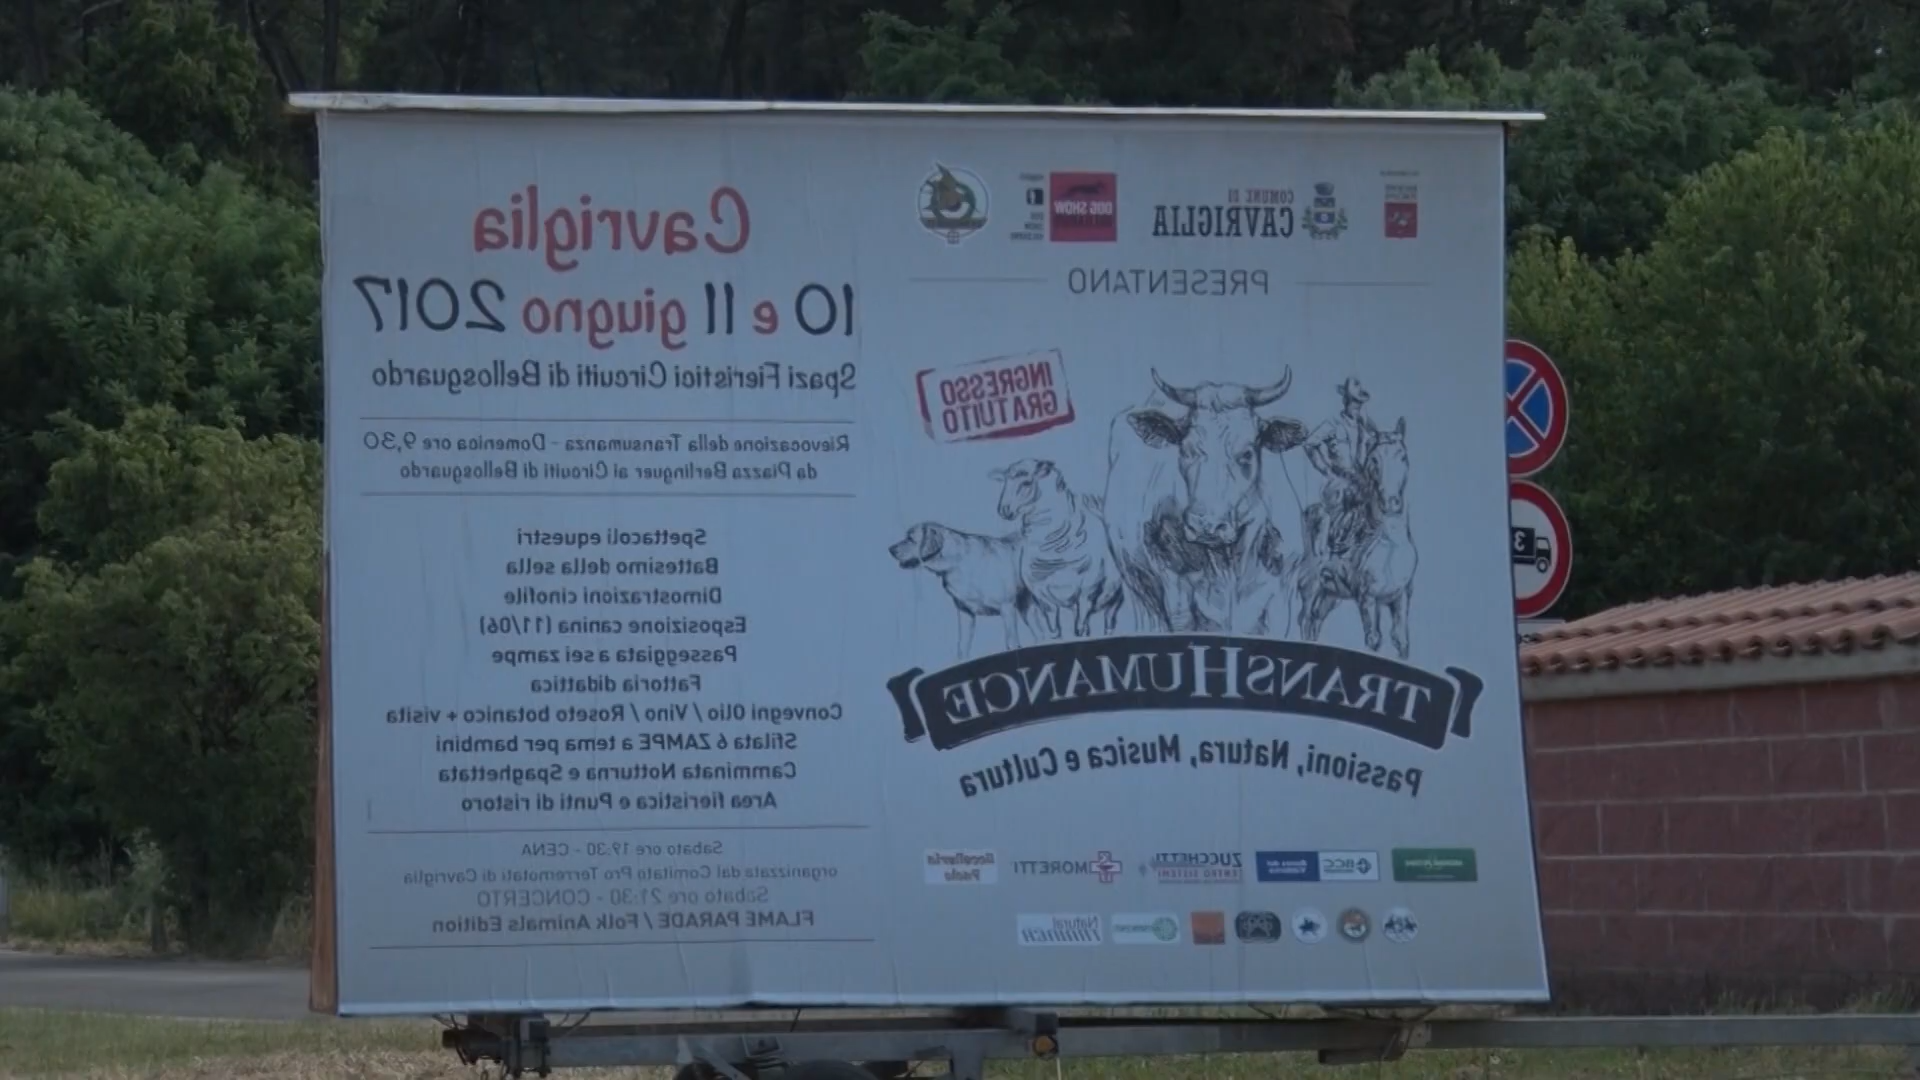 COMUNE DI
CAVRIGLIA
DOG SHOW
PRESENTANO
INGRESSO
GRATUITO
TRANSHUMANCE
Passioni, Natura, Musica e Cultura
BCC
ZUCCHETTI
CENTRO SISTEMI
MORETTI
Natural
TRAINER
Cavriglia
10 e 11 giugno 2017
Spazi Fieristici Circuiti di Bellosguardo
Rievocazione della Transumanza - Domenica ore 9,30
da Piazza Berlinguer ai Circuiti di Bellosguardo
Spettacoli equestri
Battesimo della sella
Dimostrazioni cinofile
Esposizione canina (11/06)
Passeggiata a sei zampe
Fattoria didattica
Convegni Olio / Vino / Roseto botanico + visita
Sfilata 6 ZAMPE a tema per bambini
Camminata Notturna e Spaghettata
Area fieristica e Punti di ristoro
Sabato ore 19:30 - CENA
organizzata dal Comitato Pro Terremotati di Cavriglia
Sabato ore 21:30 - CONCERTO
FLAME PARADE / Folk Animals Edition
3